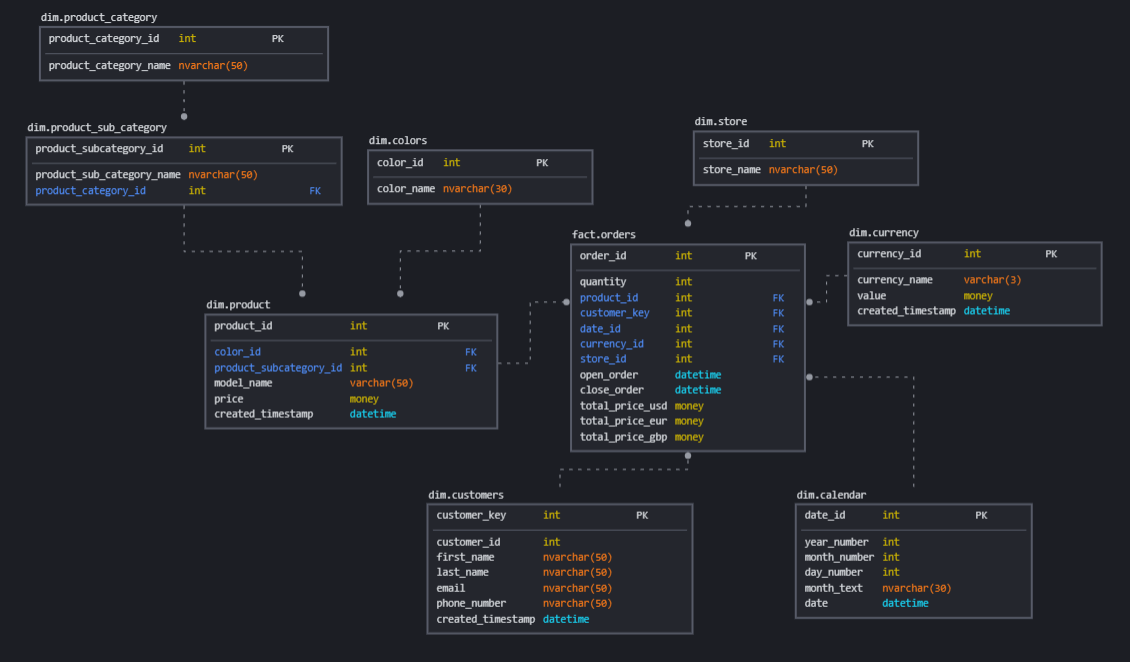 dim.product_category
product_category_id int PK
product_category_name nvarchar(50)
dim.product_sub_category
product_subcategory_id int PK
product_sub_category_name nvarchar(50)
product_category_id int FK
dim.colors
color_id int PK
color_name nvarchar(30)
dim.store
store_id int PK
store_name nvarchar(50)
dim.product
product_id int PK
color_id int FK
product_subcategory_id int FK
model_name varchar(50)
price money
created_timestamp datetime
fact.orders
order_id int PK
quantity int
product_id int FK
customer_key int FK
date_id int FK
currency_id int FK
store_id int FK
open_order datetime
close_order datetime
total_price_usd money
total_price_eur money
total_price_gbp money
dim.currency
currency_id int PK
currency_name varchar(3)
value money
created_timestamp datetime
dim.customers
customer_key int PK
customer_id int
first_name nvarchar(50)
last_name nvarchar(50)
email nvarchar(50)
phone_number nvarchar(50)
created_timestamp datetime
dim.calendar
date_id int PK
year_number int
month_number int
day_number int
month_text nvarchar(30)
date datetime